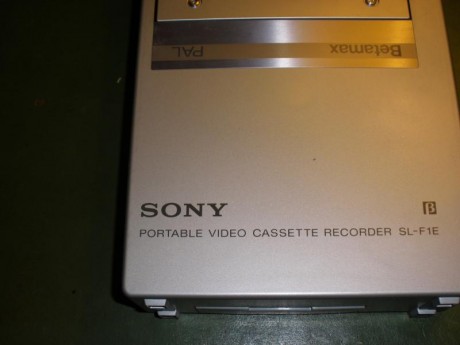 PAL Betamax
SONY β
PORTABLE VIDEO CASSETTE RECORDER SL-F1E